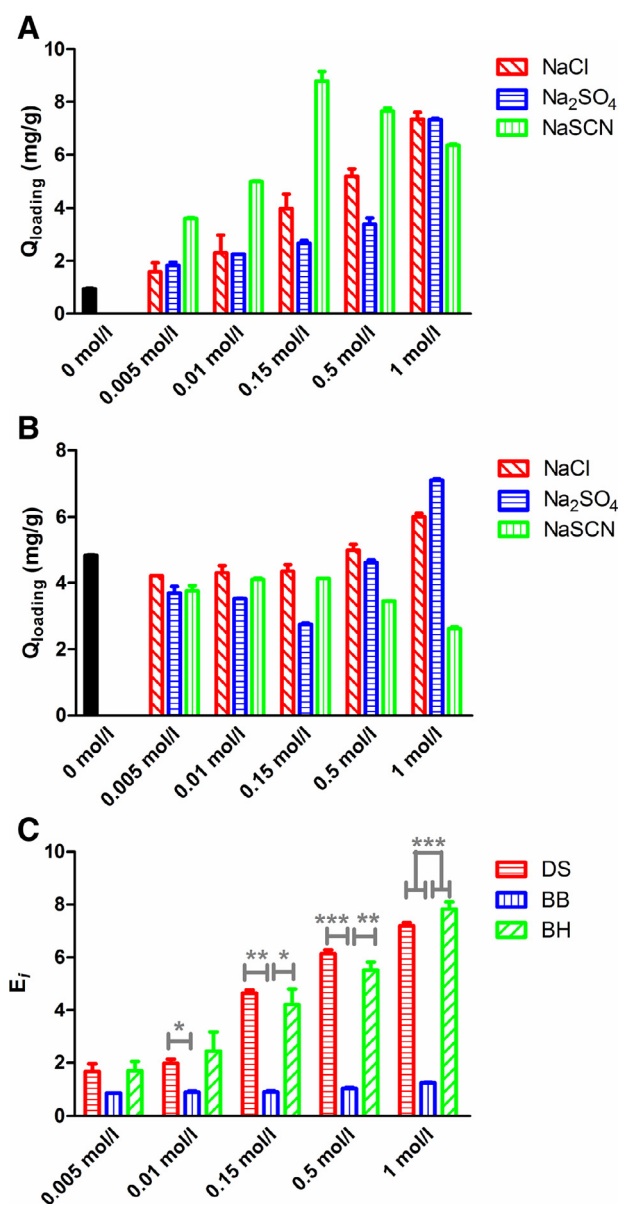 A
10
8
6
4
2
0
Q_loading (mg/g)
NaCl
Na₂SO₄
NaSCN
0 mol/l
0.005 mol/l
0.01 mol/l
0.15 mol/l
0.5 mol/l
1 mol/l
B
8
6
4
2
0
Q_loading (mg/g)
NaCl
Na₂SO₄
NaSCN
0 mol/l
0.005 mol/l
0.01 mol/l
0.15 mol/l
0.5 mol/l
1 mol/l
C
10
8
6
4
2
0
E_i
DS
BB
BH
*
** *
*** **
***
0.005 mol/l
0.01 mol/l
0.15 mol/l
0.5 mol/l
1 mol/l